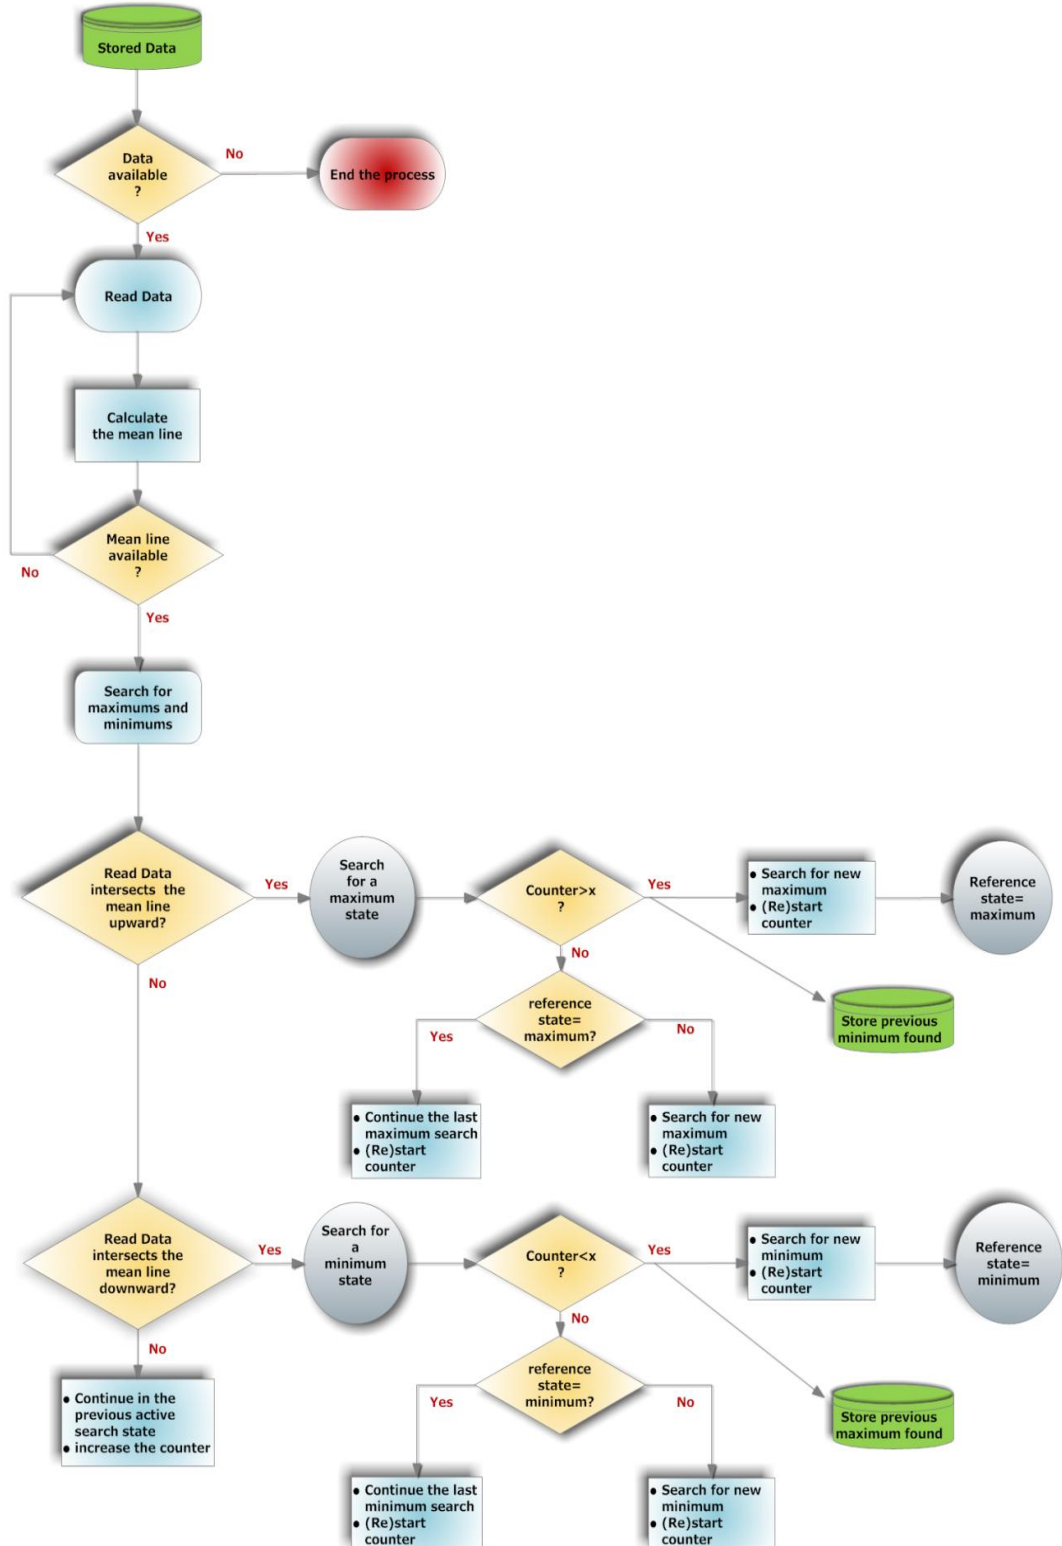 Stored Data
Data
available
?
No
End the process
Yes
Read Data
Calculate
the mean line
Mean line
available
?
No
Yes
Search for
maximums and
minimums
Read Data
intersects the
mean line
upward?
Yes
Search
for a
maximum
state
Counter>x
?
Yes
• Search for new
maximum
• (Re)start
counter
Reference
state=
maximum
No
No
Store previous
minimum found
reference
state=
maximum?
Yes
No
• Continue the last
maximum search
• (Re)start
counter
• Search for new
maximum
• (Re)start
counter
Read Data
intersects the
mean line
downward?
Yes
Search for
a
minimum
state
Counter<x
?
Yes
• Search for new
minimum
• (Re)start
counter
Reference
state=
minimum
No
No
• Continue in the
previous active
search state
• increase the counter
reference
state=
minimum?
Yes
No
Store previous
maximum found
• Continue the last
minimum search
• (Re)start
counter
• Search for new
minimum
• (Re)start
counter